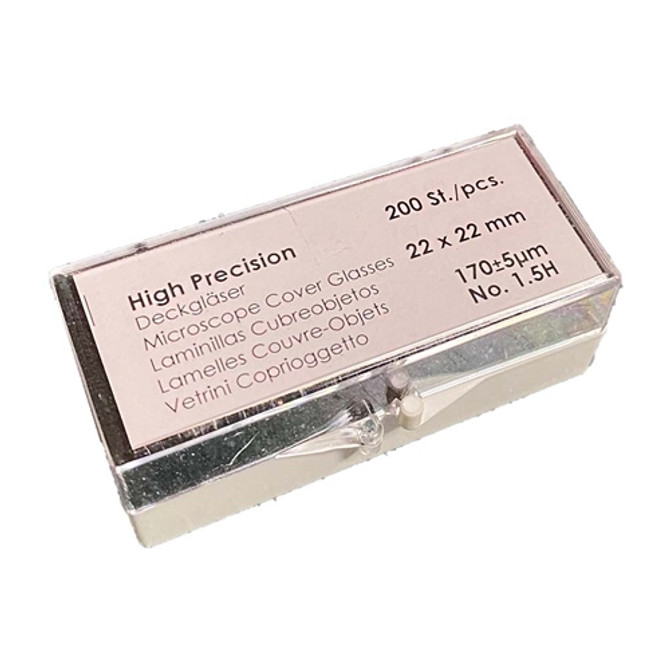 High Precision
Deckgläser
Microscope Cover Glasses
Laminillas Cubreobjetos
Lamelles Couvre-Objets
Vetrini Coprioggetto
200 St./pcs.
22 x 22 mm
170±5µm
No. 1.5H